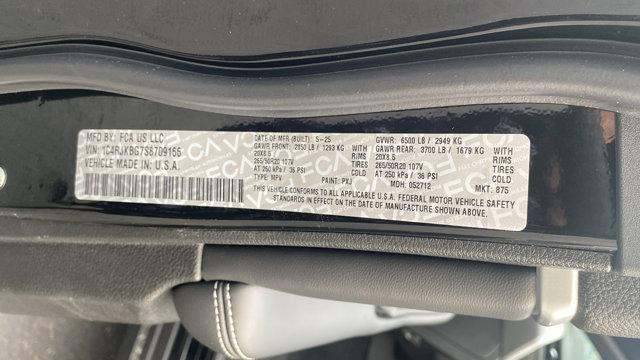 MFD BY: FCA US LLC
VIN: 1C4RJKBG7S8709166
VEHICLE MADE IN: U.S.A.
DATE OF MFR (BUILT): 5-25 GVWR: 6500 LB / 2949 KG
GAWR FRONT: 2850 LB / 1293 KG WITH GAWR REAR: 3700 LB / 1679 KG WITH
20X8.5 RIMS 20X8.5 RIMS
265/50R20 107V TIRES 265/50R20 107V TIRES
AT 250 kPa / 36 PSI AT 250 kPa / 36 PSI
TYPE: MPV PAINT: PXJ MDH: 052712 MKT: 875
THIS VEHICLE CONFORMS TO ALL APPLICABLE U.S.A. FEDERAL MOTOR VEHICLE SAFETY
STANDARDS IN EFFECT ON THE DATE OF MANUFACTURE SHOWN ABOVE.